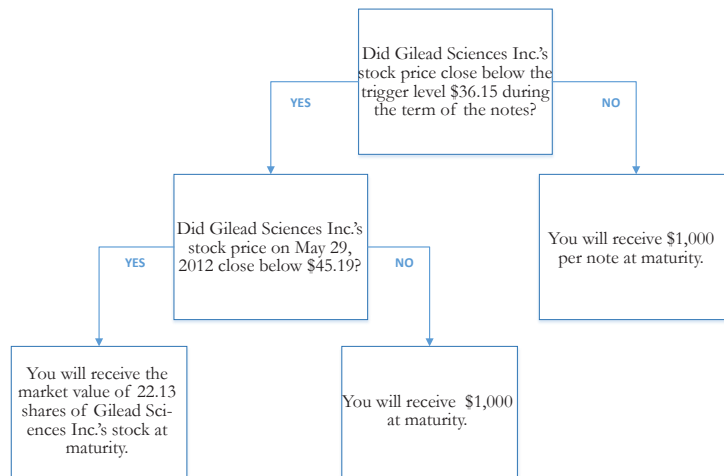 Did Gilead Sciences Inc.'s
stock price close below the
trigger level $36.15 during
the term of the notes?
YES
NO
Did Gilead Sciences Inc.'s
stock price on May 29,
2012 close below $45.19?
You will receive $1,000
per note at maturity.
YES
NO
You will receive the
market value of 22.13
shares of Gilead Sci-
ences Inc.'s stock at
maturity.
You will receive $1,000
at maturity.